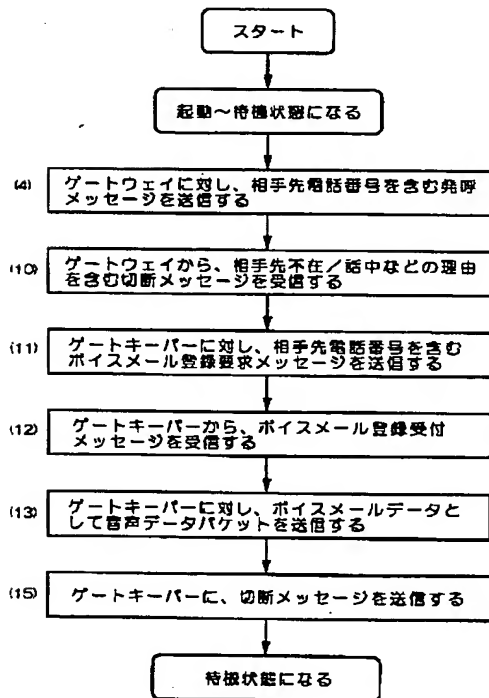 スタート
起動～待機状態になる
(4)
ゲートウェイに対し、相手先電話番号を含む発呼
メッセージを送信する
(10)
ゲートウェイから、相手先不在／話中などの理由
を含む切断メッセージを受信する
(11)
ゲートキーパーに対し、相手先電話番号を含む
ボイスメール登録要求メッセージを送信する
(12)
ゲートキーパーから、ボイスメール登録受付
メッセージを受信する
(13)
ゲートキーパーに対し、ボイスメールデータと
して音声データパケットを送信する
(15)
ゲートキーパーに、切断メッセージを送信する
待機状態になる